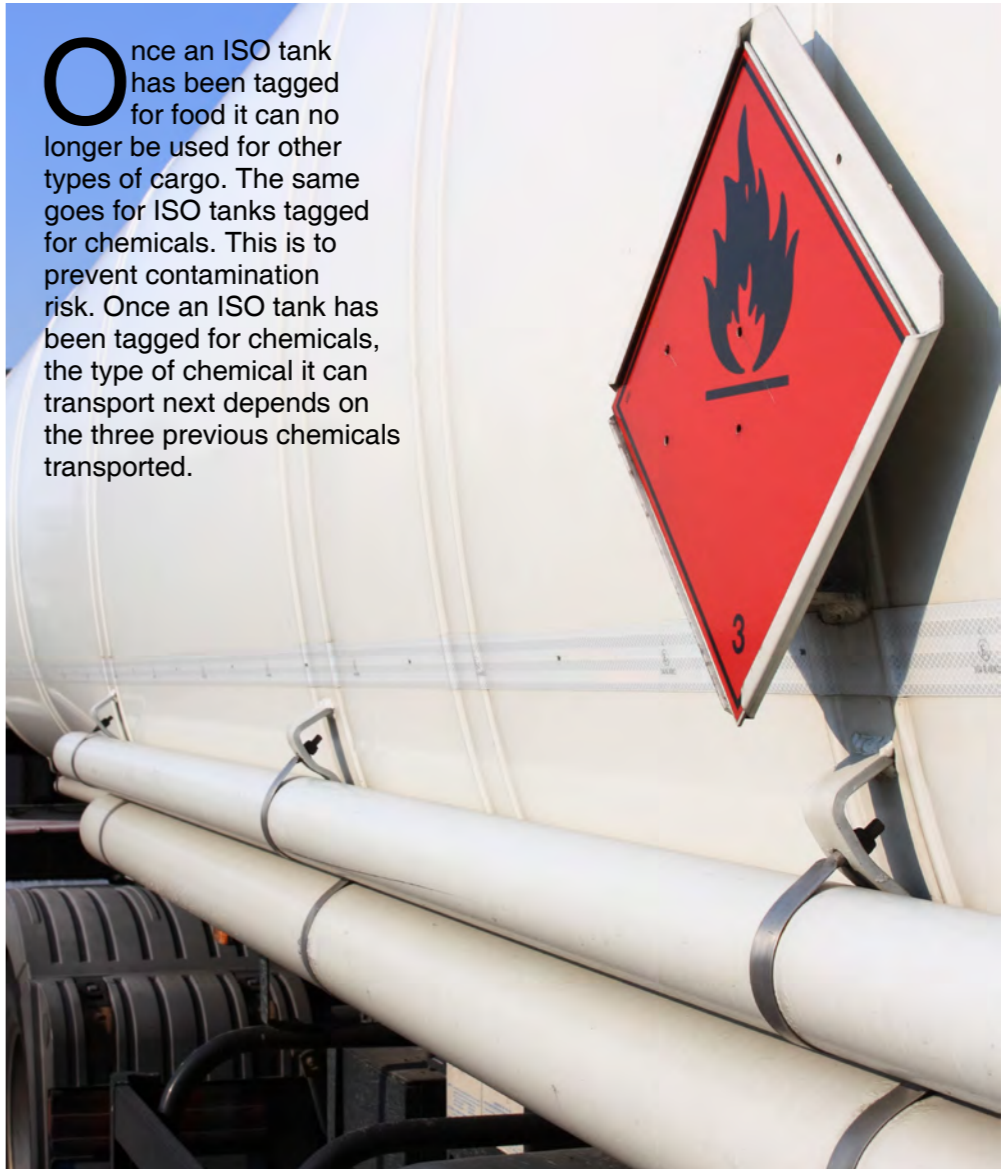 Once an ISO tank
has been tagged
for food it can no
longer be used for other
types of cargo. The same
goes for ISO tanks tagged
for chemicals. This is to
prevent contamination
risk. Once an ISO tank has
been tagged for chemicals,
the type of chemical it can
transport next depends on
the three previous chemicals
transported.
3